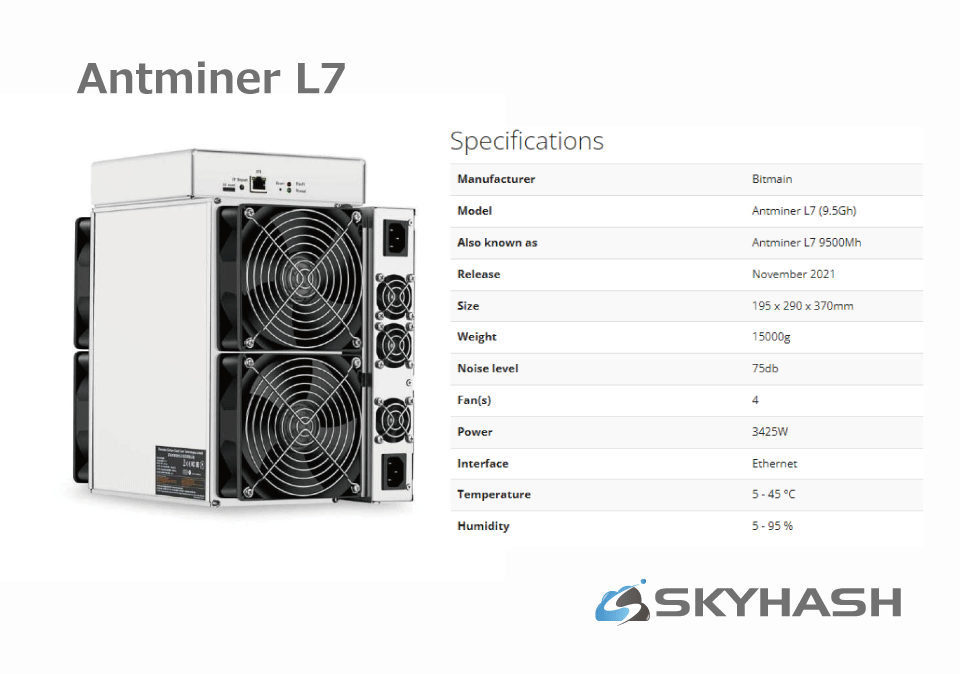 Antminer L7
Specifications
Manufacturer Bitmain
Model Antminer L7 (9.5Gh)
Also known as Antminer L7 9500Mh
Release November 2021
Size 195 x 290 x 370mm
Weight 15000g
Noise level 75db
Fan(s) 4
Power 3425W
Interface Ethernet
Temperature 5 - 45 °C
Humidity 5 - 95 %
SKYHASH